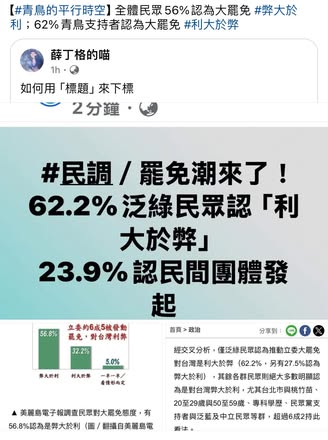 【#青鳥的平行時空】全體民眾56%認為大罷免 #弊大於
利；62%青鳥支持者認為大罷免 #利大於弊
薛丁格的喵
1h ·
如何用「標題」來下標
2分鐘 ·
#民調 / 罷免潮來了！
62.2%泛綠民眾認「利
大於弊」
23.9%認民間團體發
起
立委的6成5被發動
罷免，對台灣利弊
56.8%
32.2%
5.0%
弊大於利
利大於弊
一半一半/
▲ 美麗島電子報調查民眾對大罷免態度，有
56.8%認為是弊大於利（圖 / 翻攝自美麗島電
首頁 > 政治
分享到：
經交叉分析，僅泛綠民眾認為推動立委大罷免
對台灣是利大於弊（62.2%，另有27.5%認為
弊大於利），其餘各群民眾則絕大多數明顯認
為是對台灣弊大於利，尤其台北市與桃竹苗、
20至29歲與50至59歲、專科學歷、民眾黨支
持者與泛藍及中立民眾等群，超過6成2持此
看法。